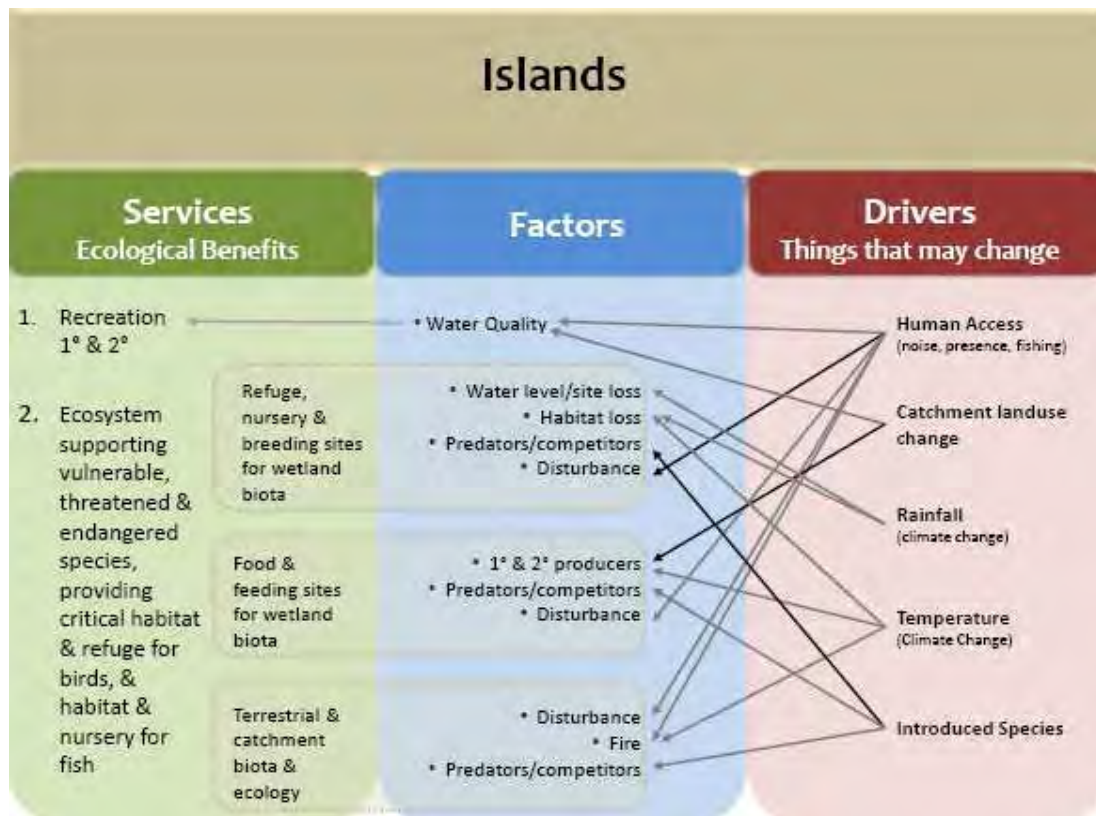 Islands
Services
Ecological Benefits
Factors
Drivers
Things that may change
1. Recreation
1° & 2°
• Water Quality
Human Access
(noise, presence, fishing)
2. Ecosystem
supporting
vulnerable,
threatened &
endangered
species,
providing
critical habitat
& refuge for
birds, &
habitat &
nursery for
fish
Refuge,
nursery &
breeding sites
for wetland
biota
• Water level/site loss
• Habitat loss
• Predators/competitors
• Disturbance
Catchment landuse
change
Rainfall
(climate change)
Food &
feeding sites
for wetland
biota
• 1° & 2° producers
• Predators/competitors
• Disturbance
Temperature
(Climate Change)
Terrestrial &
catchment
biota &
ecology
• Disturbance
• Fire
• Predators/competitors
Introduced Species